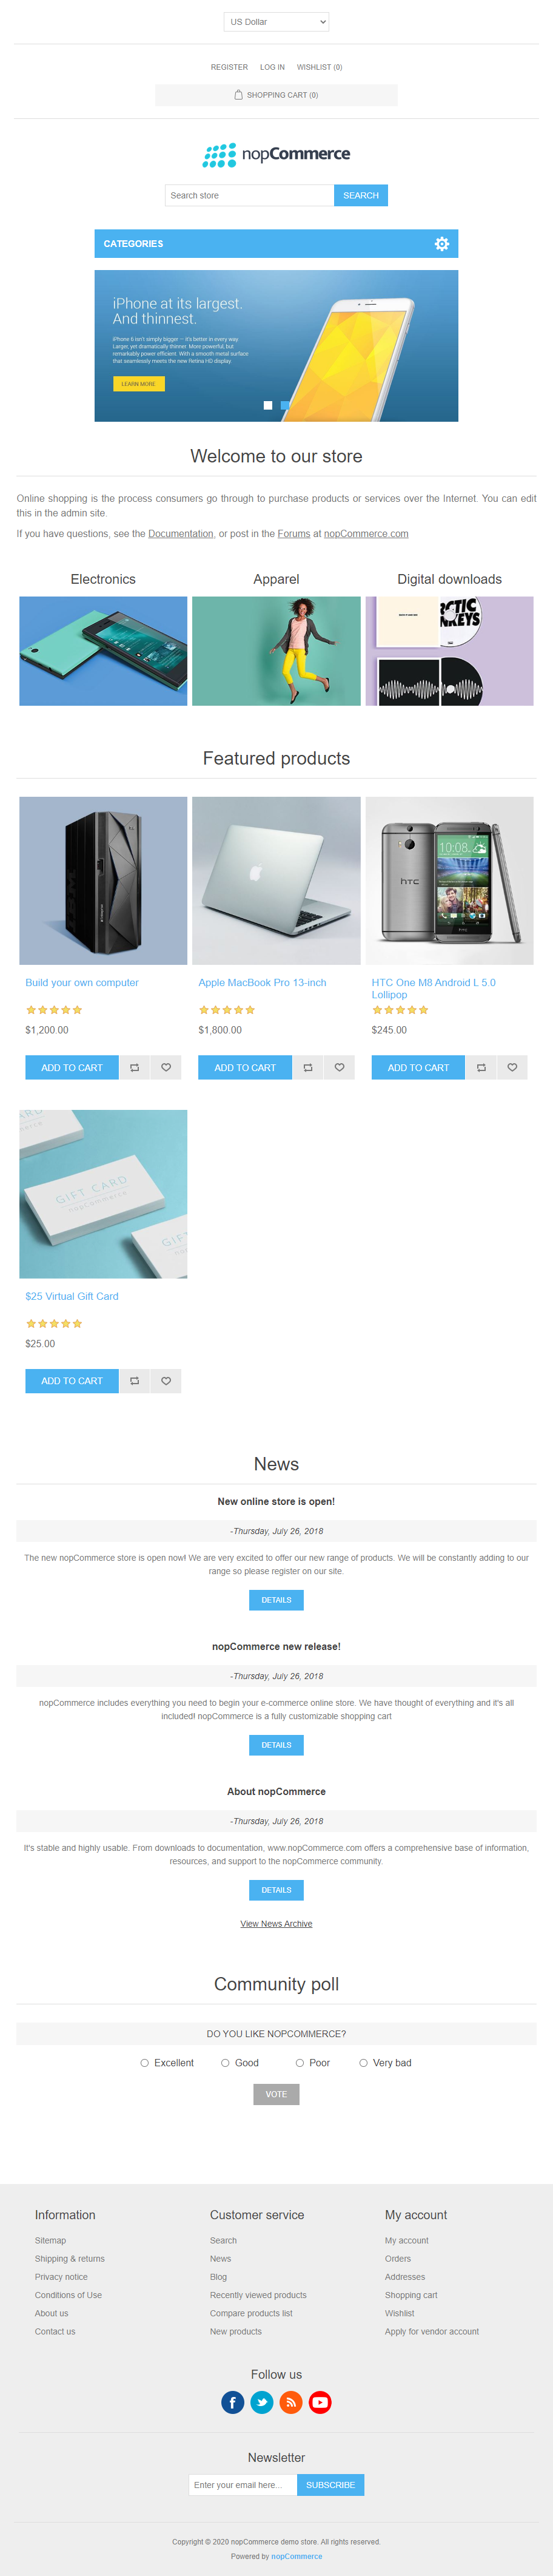 US Dollar
REGISTER LOG IN WISHLIST (0)
SHOPPING CART (0)
nopCommerce
Search store SEARCH
CATEGORIES
iPhone at its largest.
And thinnest.
iPhone 6 isn't simply bigger – it's better in every way.
Larger, yet dramatically thinner. More powerful, but
remarkably power efficient. With a smooth metal surface
that seamlessly meets the new Retina HD display.
LEARN MORE
Welcome to our store
Online shopping is the process consumers go through to purchase products or services over the Internet. You can edit
this in the admin site.
If you have questions, see the Documentation, or post in the Forums at nopCommerce.com
Electronics Apparel Digital downloads
Featured products
hTC
10:08
GIFT CARD
nopCommerce
GIFT CARD
Build your own computer
$1,200.00
ADD TO CART
Apple MacBook Pro 13-inch
$1,800.00
ADD TO CART
HTC One M8 Android L 5.0
Lollipop
$245.00
ADD TO CART
$25 Virtual Gift Card
$25.00
ADD TO CART
News
New online store is open!
-Thursday, July 26, 2018
The new nopCommerce store is open now! We are very excited to offer our new range of products. We will be constantly adding to our
range so please register on our site.
DETAILS
nopCommerce new release!
-Thursday, July 26, 2018
nopCommerce includes everything you need to begin your e-commerce online store. We have thought of everything and it's all
included! nopCommerce is a fully customizable shopping cart
DETAILS
About nopCommerce
-Thursday, July 26, 2018
It's stable and highly usable. From downloads to documentation, www.nopCommerce.com offers a comprehensive base of information,
resources, and support to the nopCommerce community.
DETAILS
View News Archive
Community poll
DO YOU LIKE NOPCOMMERCE?
Excellent Good Poor Very bad
VOTE
Information
Sitemap
Shipping & returns
Privacy notice
Conditions of Use
About us
Contact us
Customer service
Search
News
Blog
Recently viewed products
Compare products list
New products
My account
My account
Orders
Addresses
Shopping cart
Wishlist
Apply for vendor account
Follow us
Newsletter
Enter your email here... SUBSCRIBE
Copyright © 2020 nopCommerce demo store. All rights reserved.
Powered by nopCommerce